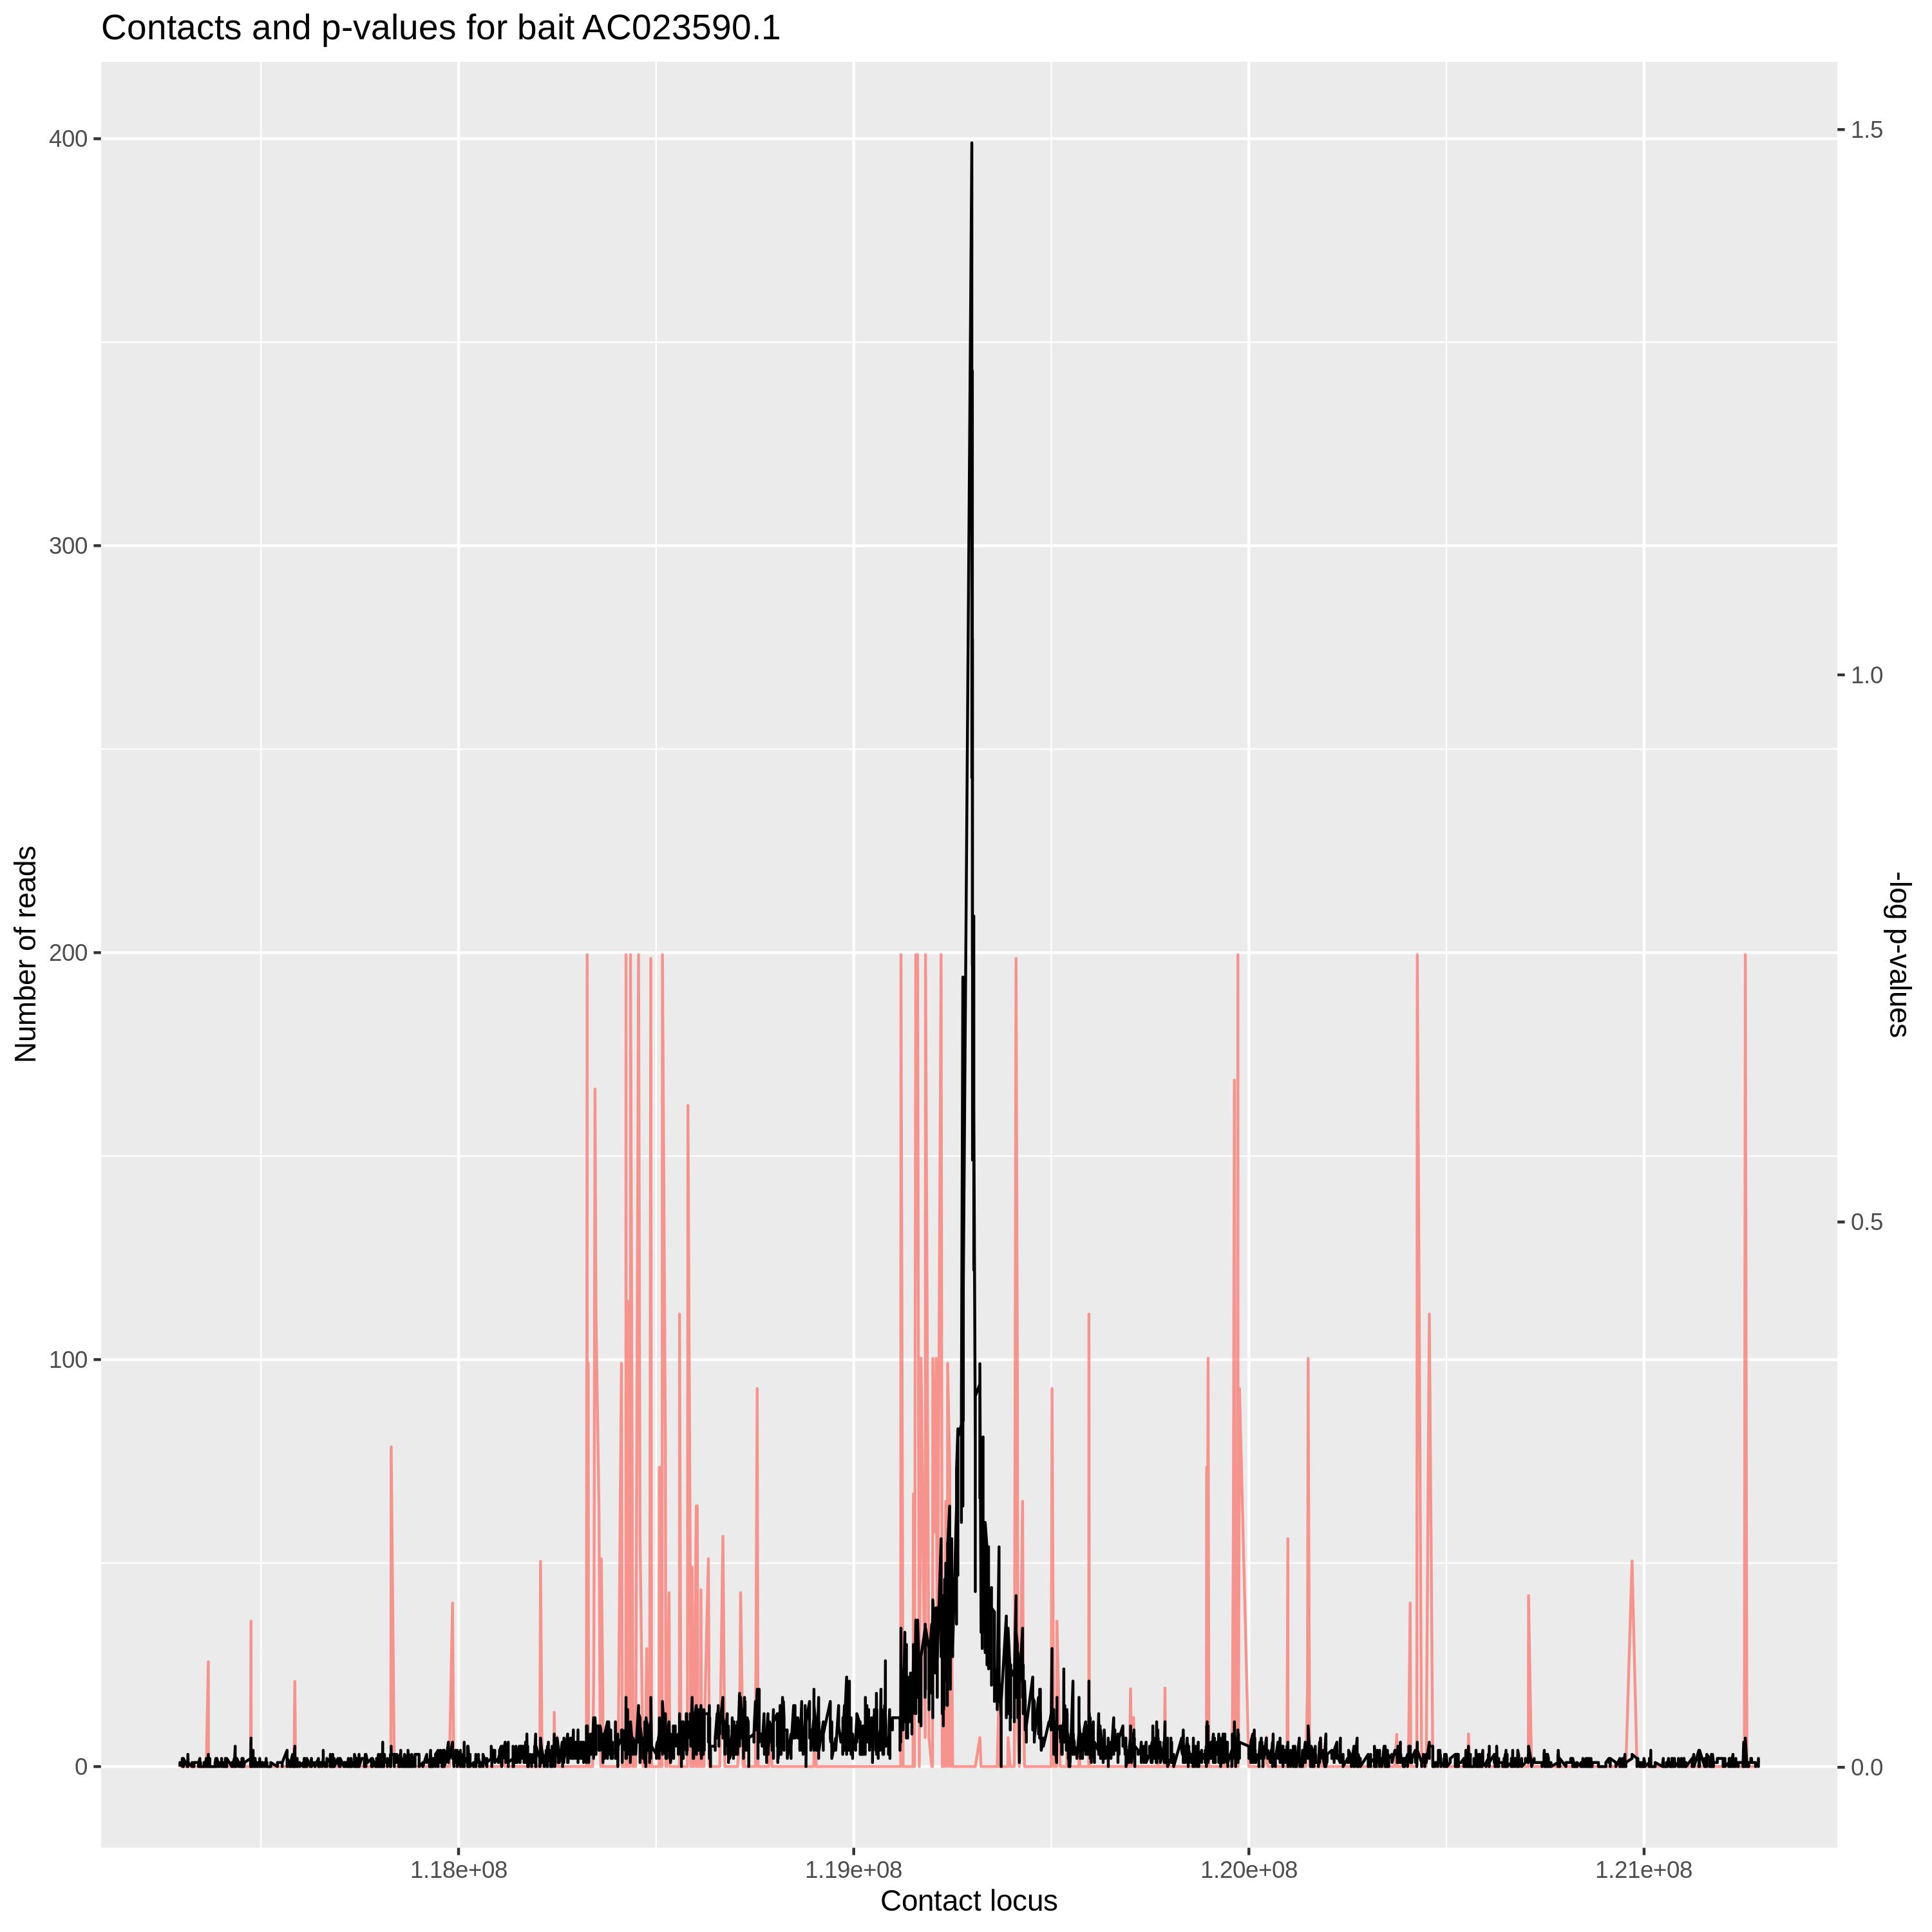 Contacts and p-values for bait AC023590.1
400
300
200
100
0
Number of reads
1.5
1.0
0.5
0.0
-log p-values
1.18e+08
1.19e+08
1.20e+08
1.21e+08
Contact locus